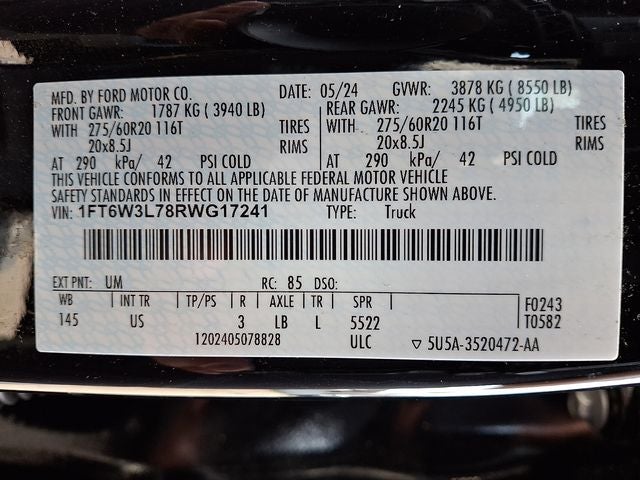 MFD. BY FORD MOTOR CO. DATE: 05/24 GVWR: 3878 KG ( 8550 LB)
FRONT GAWR: 1787 KG ( 3940 LB) REAR GAWR: 2245 KG ( 4950 LB)
WITH 275/60R20 116T TIRES WITH 275/60R20 116T TIRES
20x8.5J RIMS 20x8.5J RIMS
AT 290 kPa/ 42 PSI COLD AT 290 kPa/ 42 PSI COLD
THIS VEHICLE CONFORMS TO ALL APPLICABLE FEDERAL MOTOR VEHICLE
SAFETY STANDARDS IN EFFECT ON THE DATE OF MANUFACTURE SHOWN ABOVE.
VIN: 1FT6W3L78RWG17241 TYPE: Truck
EXT PNT: UM RC: 85 DSO:
WB INT TR TP/PS R AXLE TR SPR F0243
145 US 3 LB L 5522 T0582
1202405078828 ULC ▽ 5U5A-3520472-AA